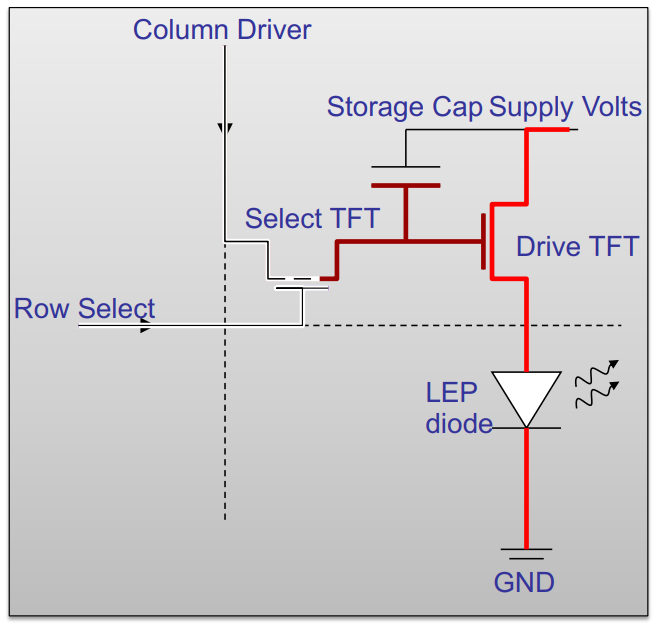 Column Driver
Storage Cap Supply Volts
Select TFT
Drive TFT
Row Select
LEP
diode
GND